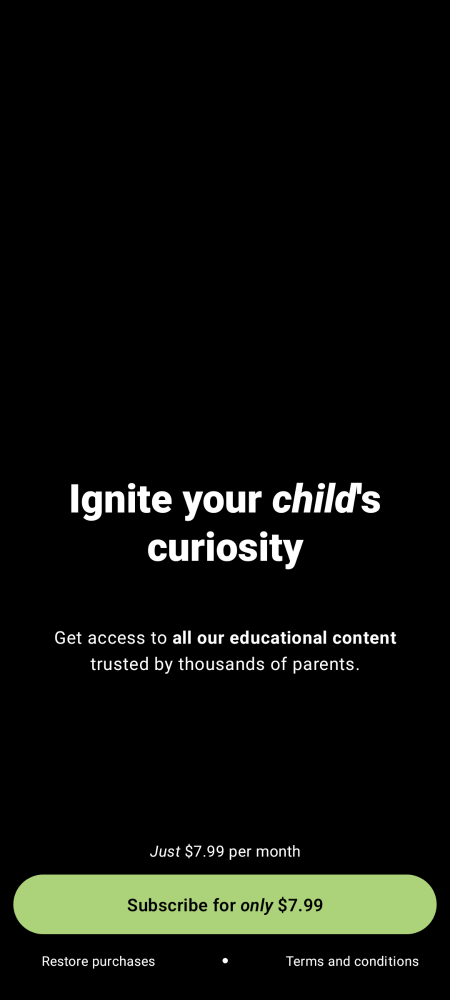 Ignite your child's
curiosity
Get access to all our educational content
trusted by thousands of parents.
Just $7.99 per month
Subscribe for only $7.99
Restore purchases • Terms and conditions